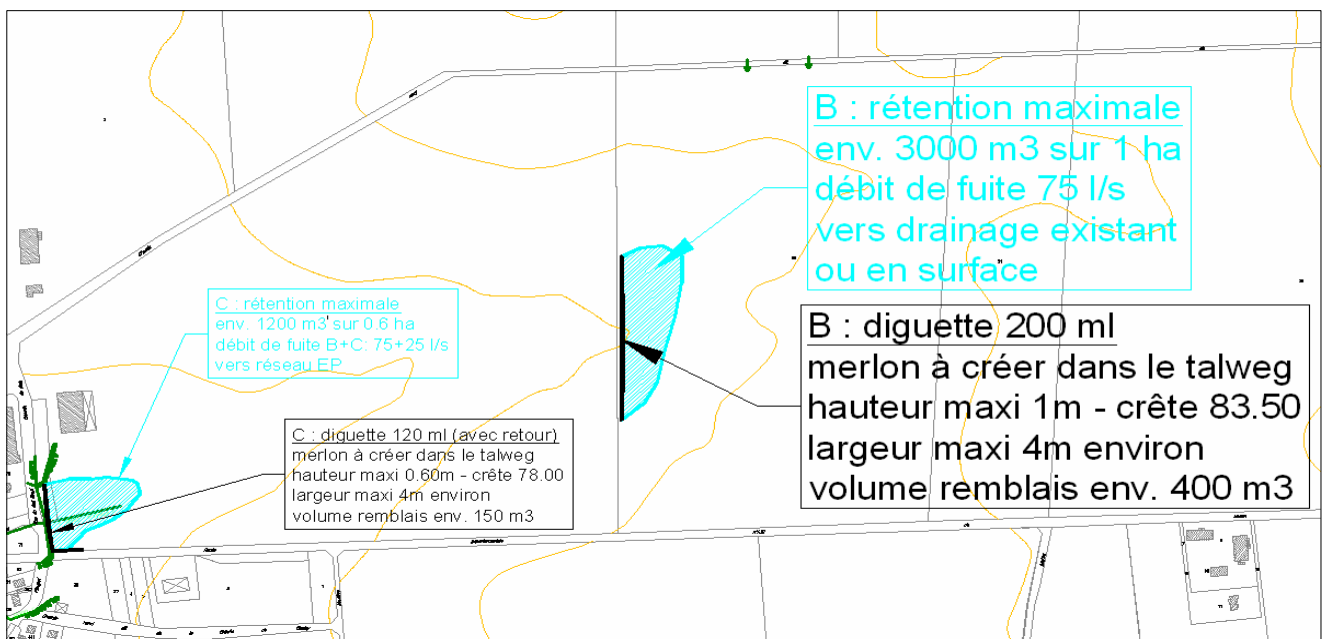 B : rétention maximale
env. 3000 m3 sur 1 ha
débit de fuite 75 l/s
vers drainage existant
ou en surface
C : rétention maximale
env. 1200 m3 sur 0.6 ha
débit de fuite B+C: 75+25 l/s
vers réseau EP
B : diguette 200 ml
merlon à créer dans le talweg
hauteur maxi 1m - crête 83.50
largeur maxi 4m environ
volume remblais env. 400 m3
C : diguette 120 ml (avec retour)
merlon à créer dans le talweg
hauteur maxi 0.60m - crête 78.00
largeur maxi 4m environ
volume remblais env. 150 m3